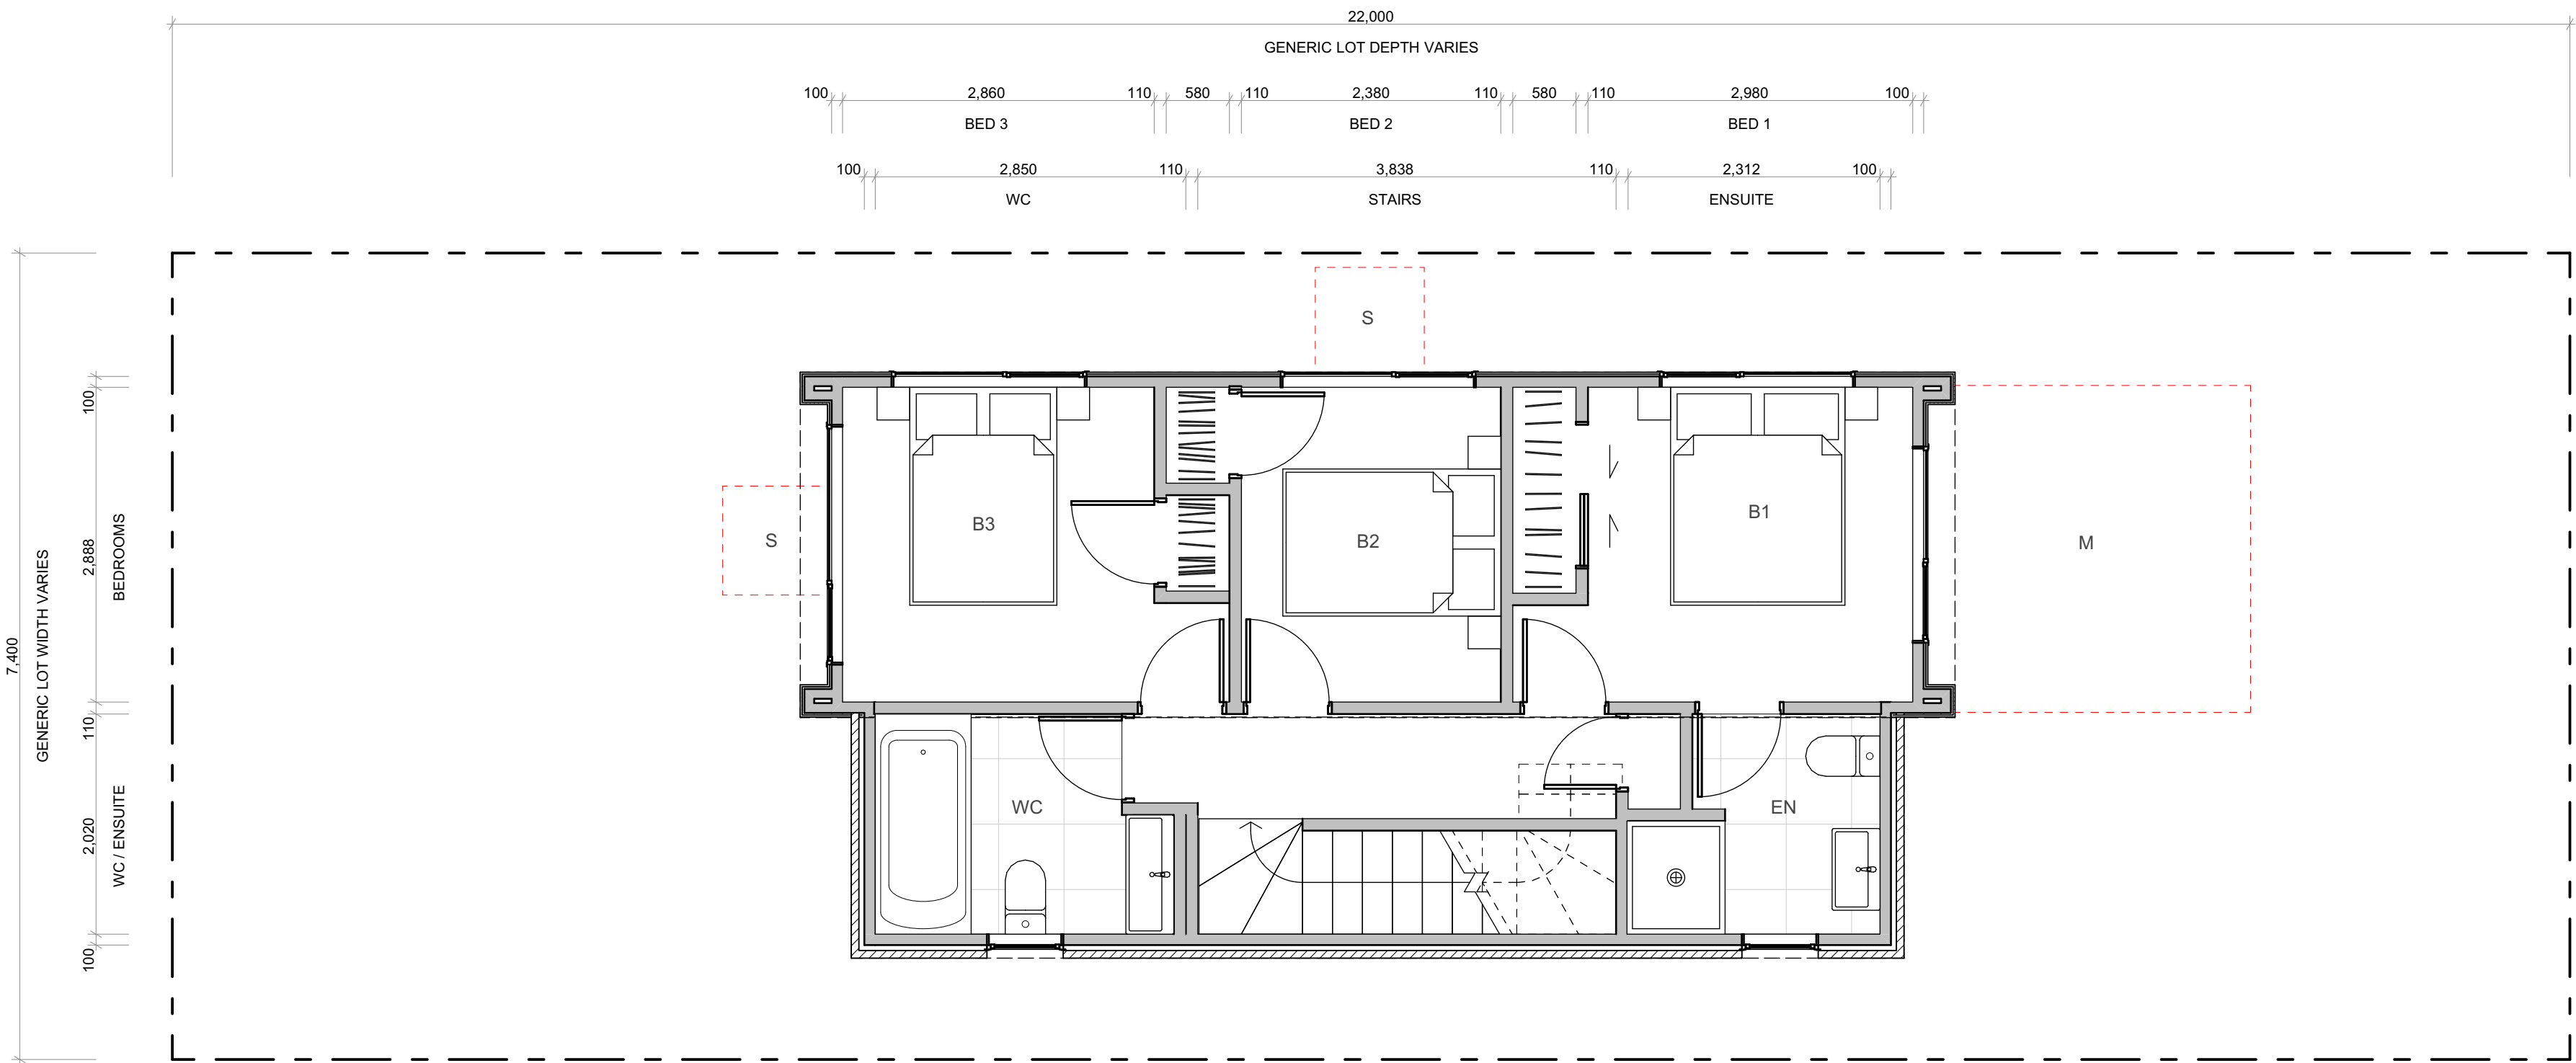 22,000
GENERIC LOT DEPTH VARIES
100 2,860 110 580 110 2,380 110 580 110 2,980 100
BED 3 BED 2 BED 1
100 2,850 110 3,838 110 2,312 100
WC STAIRS ENSUITE
7,400
GENERIC LOT WIDTH VARIES
100
2,888
110
2,020
100
BEDROOMS
WC / ENSUITE
S
S B3 B2 B1 M
WC EN